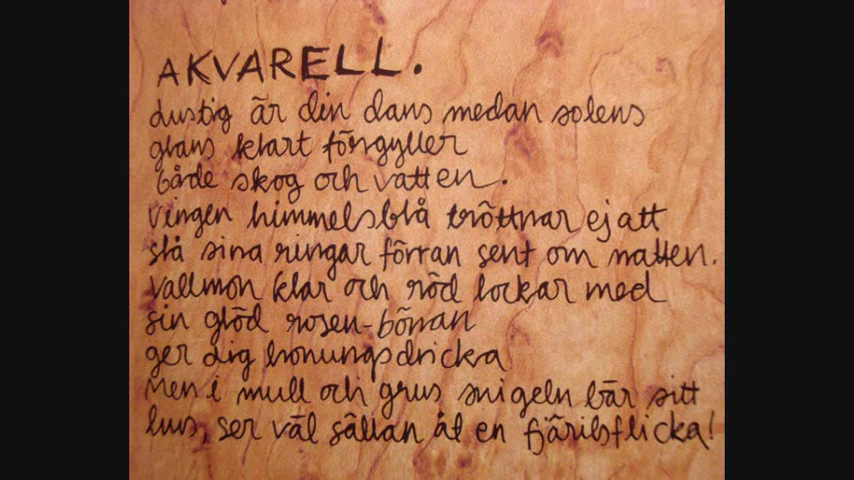 AKVARELL.
Lustig är din dans medan solens
glans klart förgyller
både skog och vatten.
vingen himmelsblå tröttnar ej att
slå sina ringar förran sent om natten.
Vallmon klar och röd lockar med
sin glöd rosen-börran
ger dig honungsdricka
Men i mull och grus snigeln bär sitt
hus, ser väl sällan åt en fjärilsflicka!